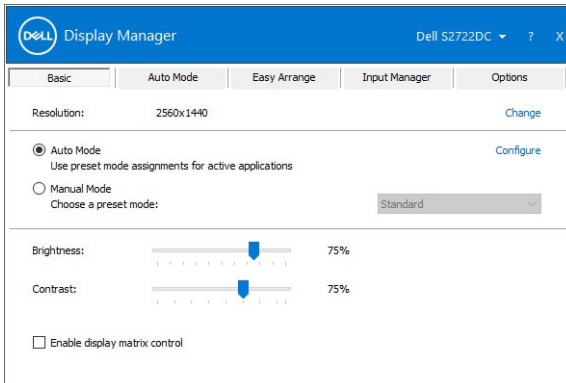 DELL Display Manager Dell S2722DC ? X
Basic Auto Mode Easy Arrange Input Manager Options
Resolution: 2560x1440 Change
Auto Mode Configure
Use preset mode assignments for active applications
Manual Mode
Choose a preset mode: Standard
Brightness: 75%
Contrast: 75%
Enable display matrix control